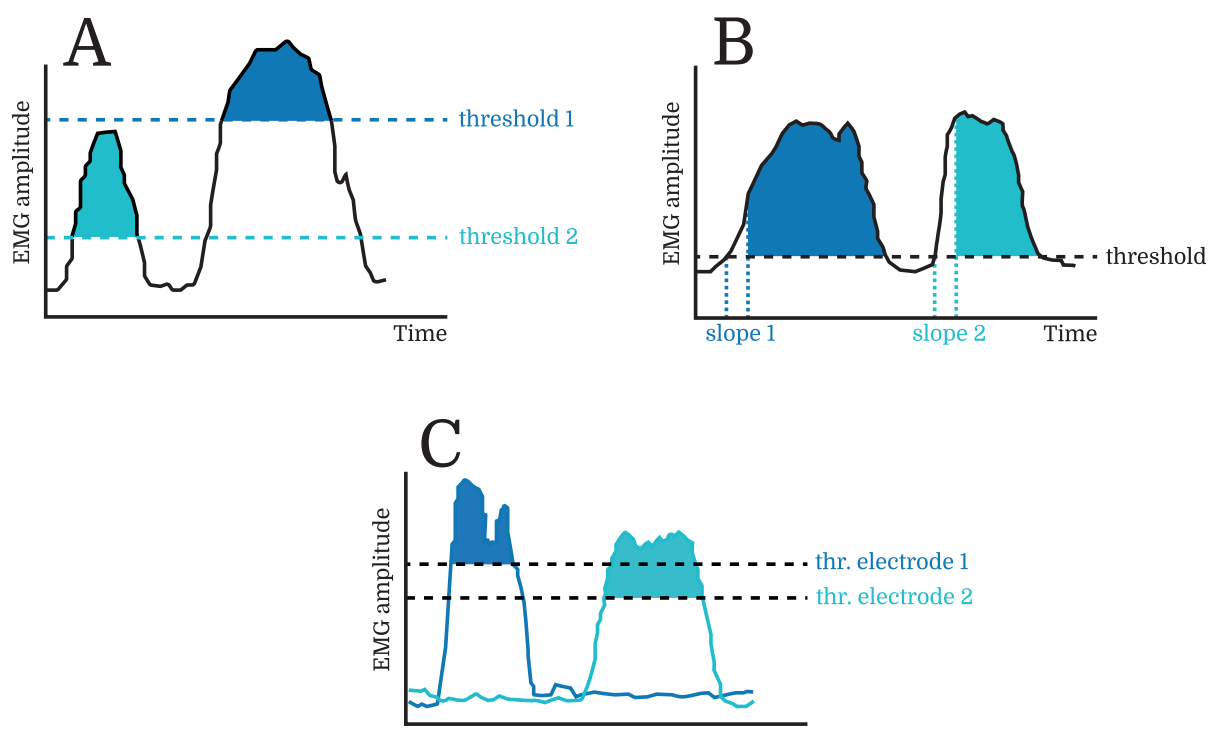 A
EMG amplitude
threshold 1
threshold 2
Time
B
EMG amplitude
threshold
slope 1
slope 2
Time
C
EMG amplitude
thr. electrode 1
thr. electrode 2